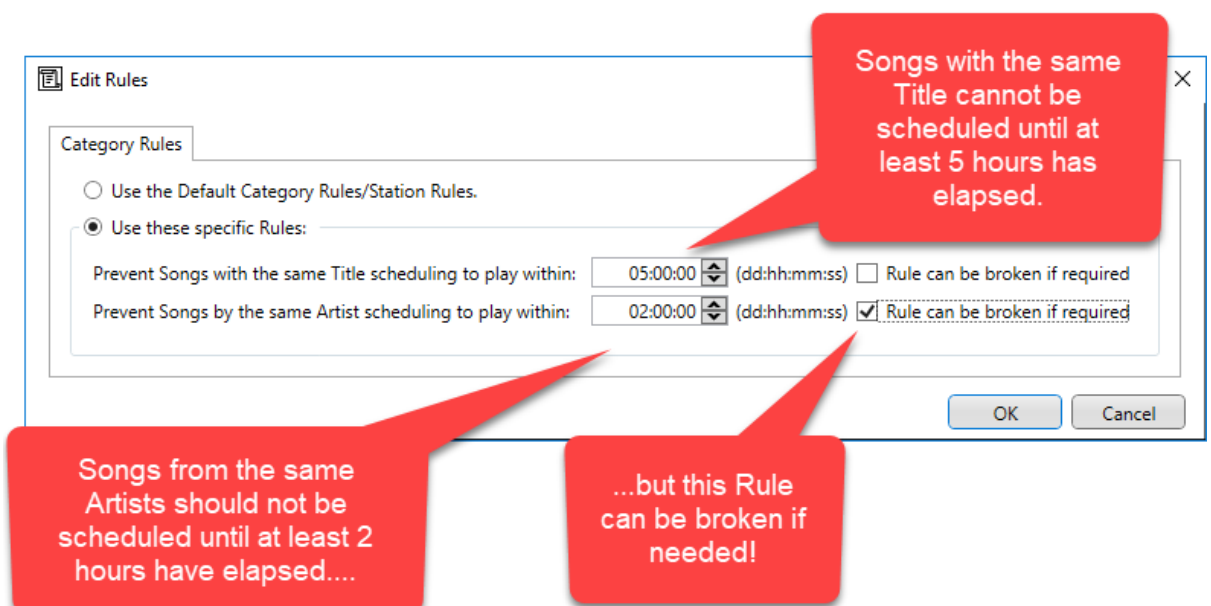 Songs with the same
Title cannot be
scheduled until at
least 5 hours has
elapsed.
Edit Rules
Category Rules
Use the Default Category Rules/Station Rules.
Use these specific Rules:
Prevent Songs with the same Title scheduling to play within: 05:00:00 (dd:hh:mm:ss) Rule can be broken if required
Prevent Songs by the same Artist scheduling to play within: 02:00:00 (dd:hh:mm:ss) Rule can be broken if required
OK Cancel
Songs from the same
Artists should not be
scheduled until at least 2
hours have elapsed....
...but this Rule
can be broken if
needed!